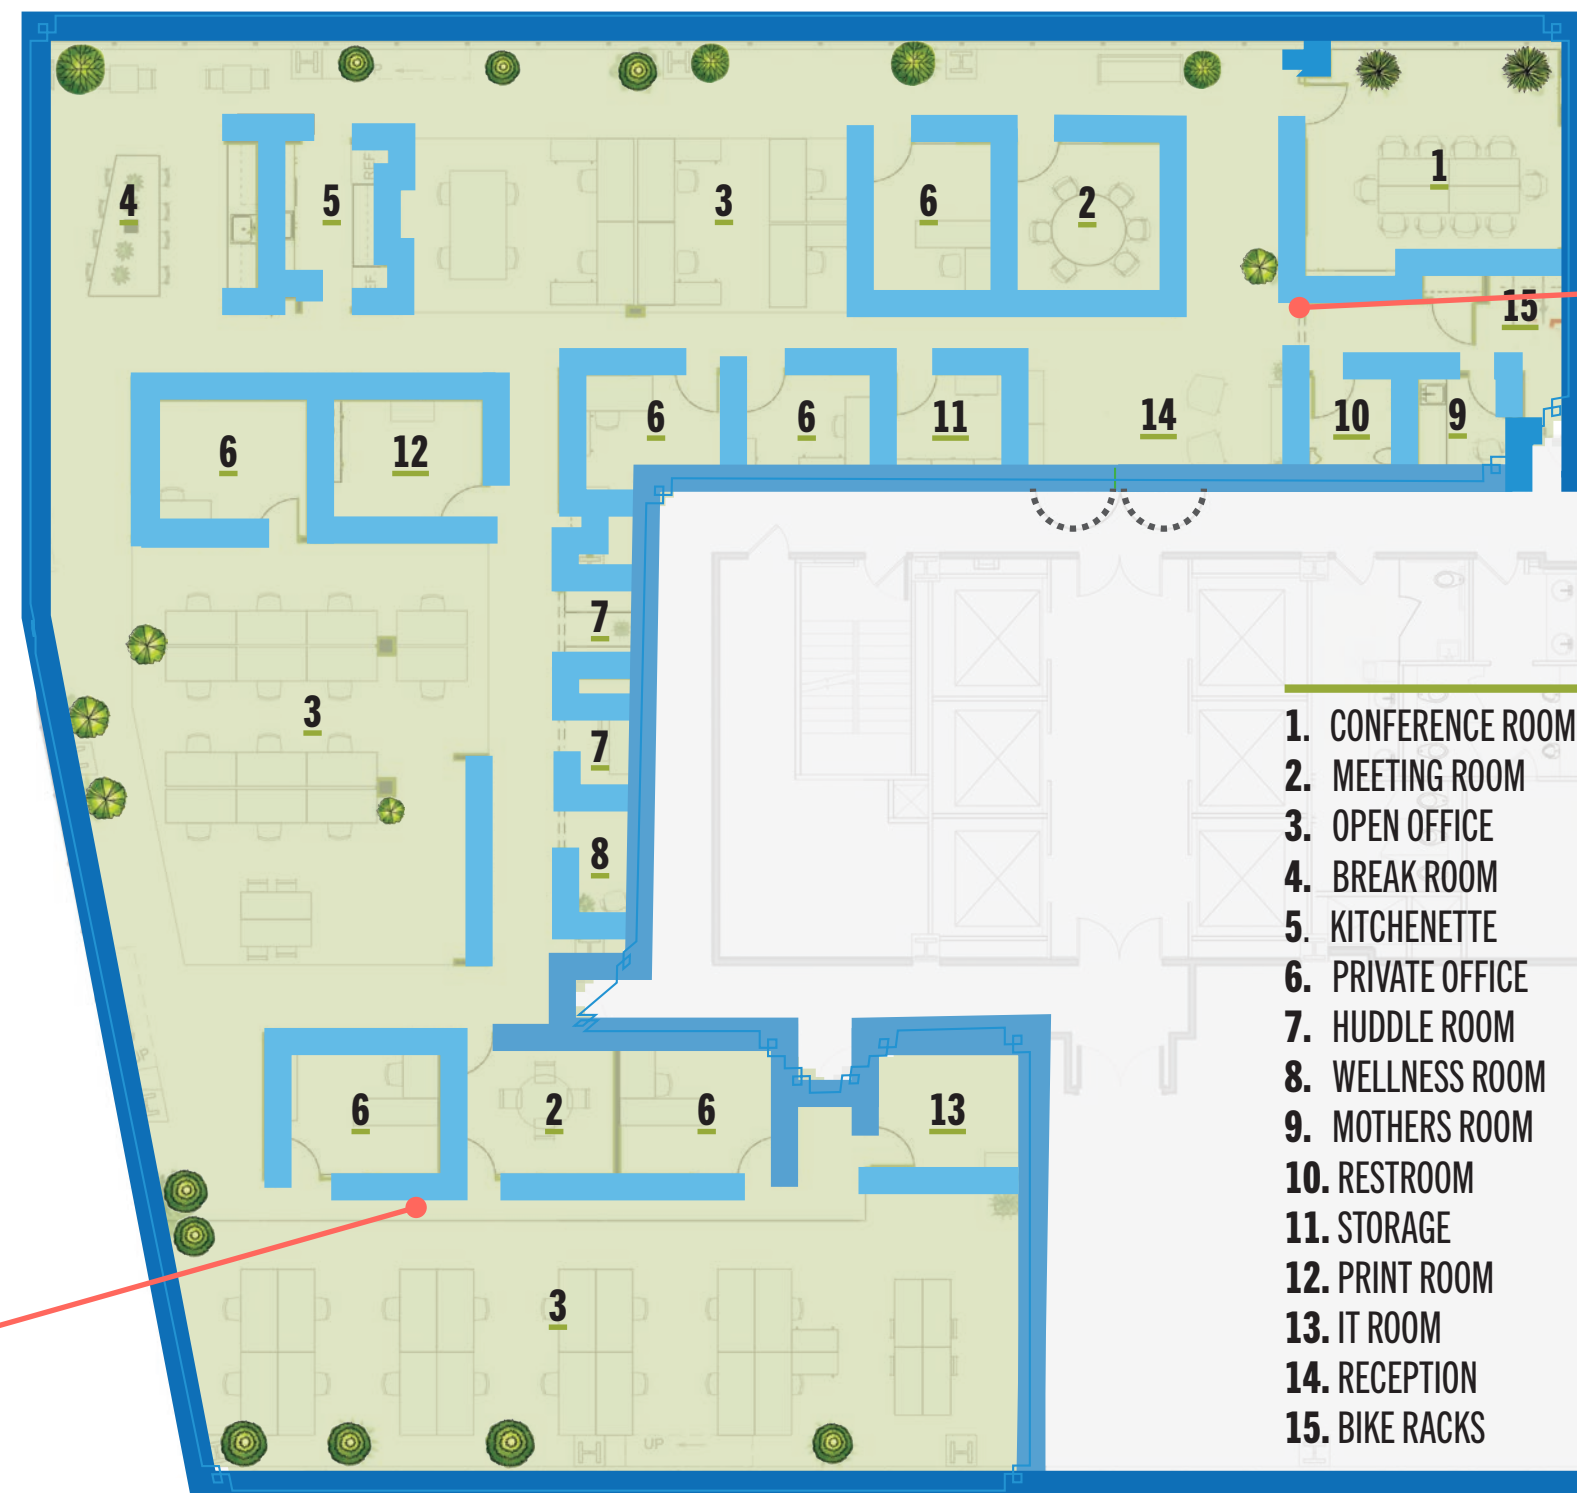 1
4
5
3
6
2
REF
15
6
6
11
14
10
9
6
12
7
3
7
8
6
2
6
13
3
UP
1. CONFERENCE ROOM
2. MEETING ROOM
3. OPEN OFFICE
4. BREAK ROOM
5. KITCHENETTE
6. PRIVATE OFFICE
7. HUDDLE ROOM
8. WELLNESS ROOM
9. MOTHERS ROOM
10. RESTROOM
11. STORAGE
12. PRINT ROOM
13. IT ROOM
14. RECEPTION
15. BIKE RACKS